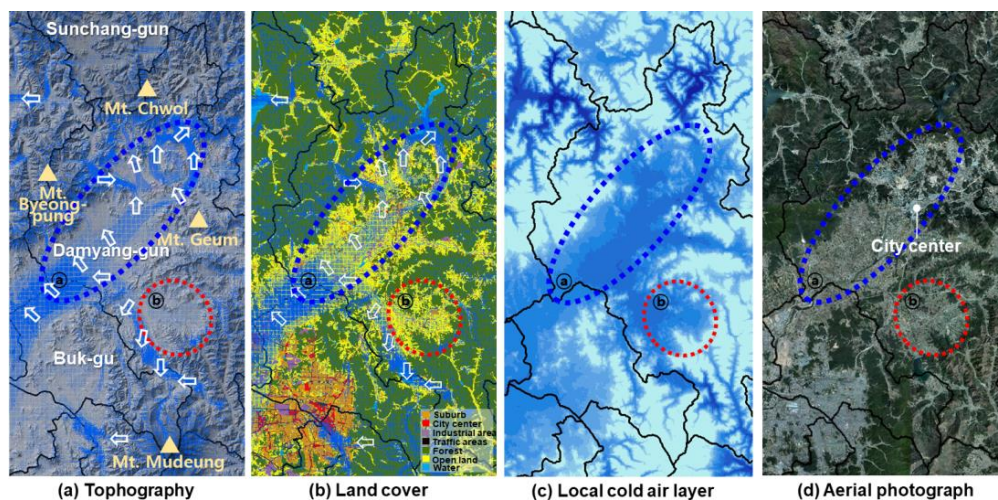 Sunchang-gun
Mt. Chwol
Mt.
Byeong-
pung
Mt. Geum
Damyang-gun
a
b
Buk-gu
Mt. Mudeung
a
b
Suburb
City center
Industrial area
Traffic areas
Forest
Open land
Water
a
b
City center
a
b
(a) Tophography
(b) Land cover
(c) Local cold air layer
(d) Aerial photograph